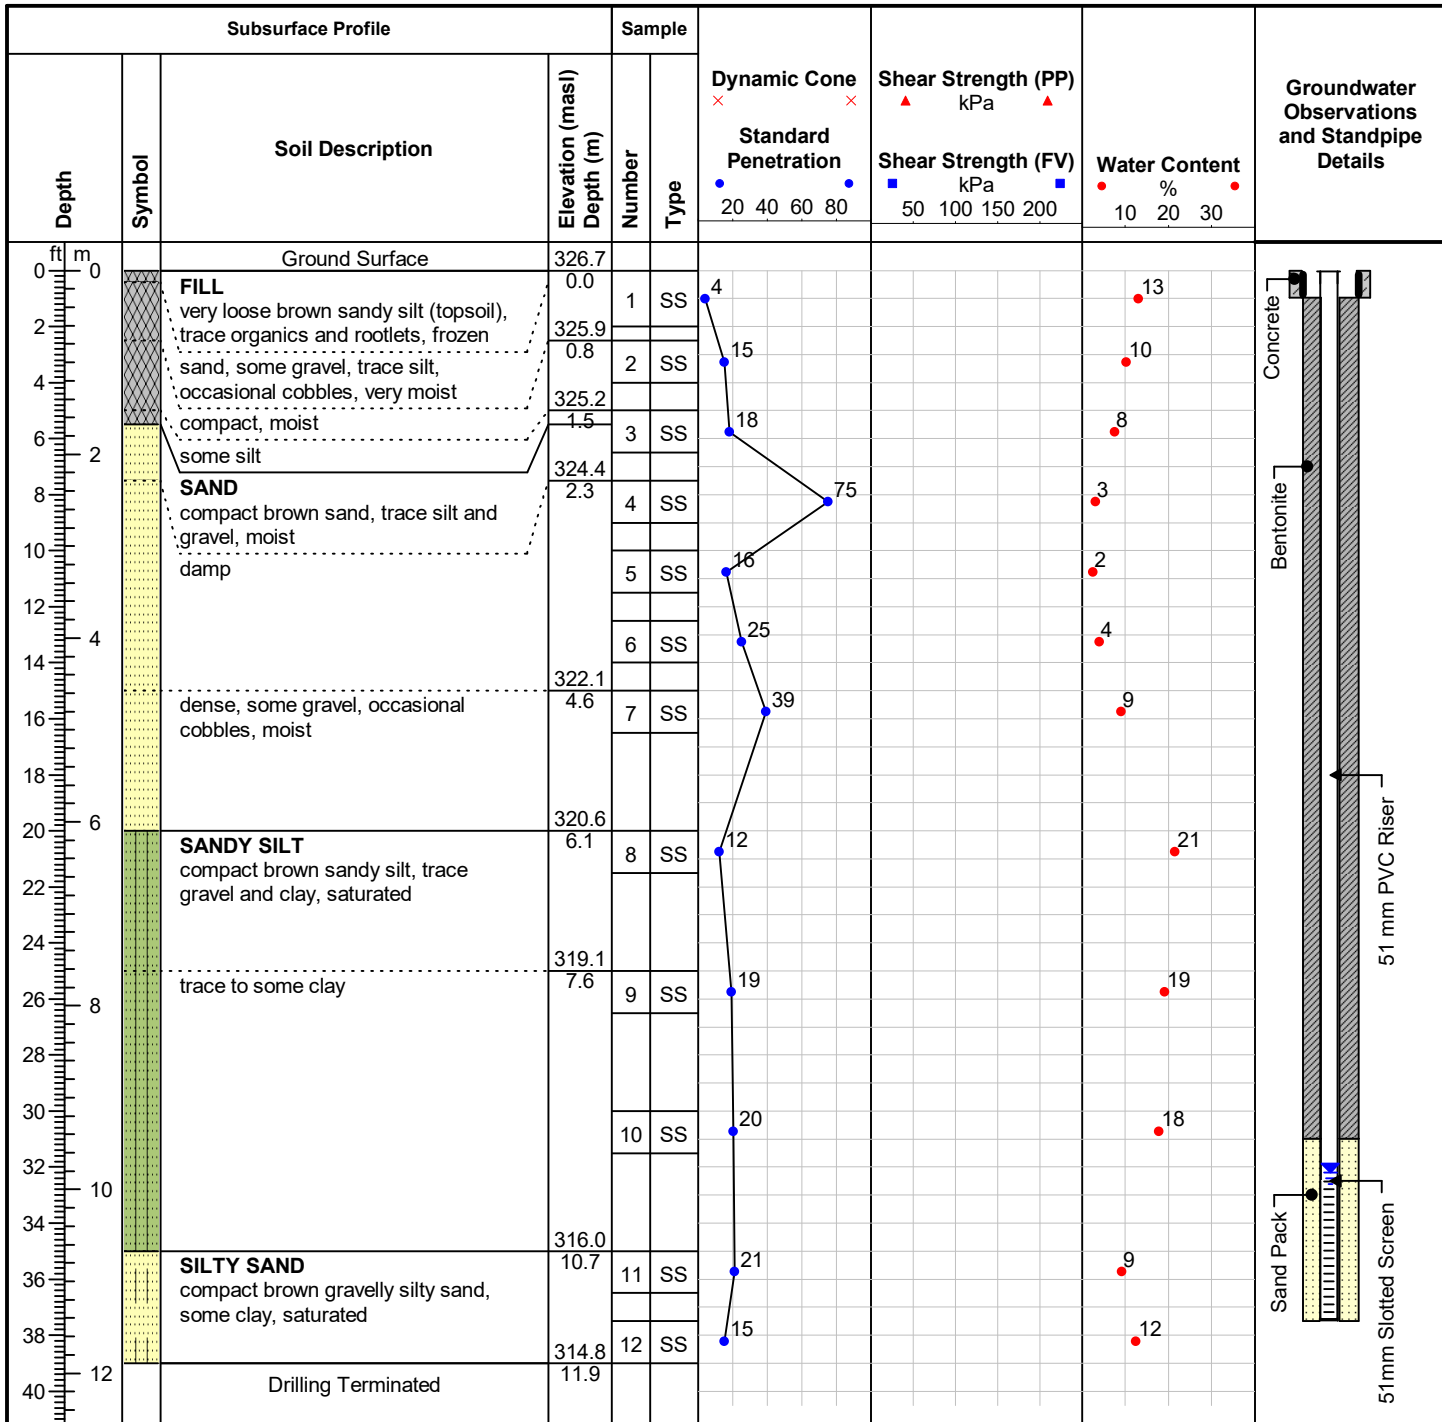 Subsurface Profile
Sample
Depth
Symbol
Soil Description
Elevation (masl)
Depth (m)
Number
Type
Dynamic Cone
Standard
Penetration
20 40 60 80
Shear Strength (PP)
kPa
Shear Strength (FV)
kPa
50 100 150 200
Water Content
%
10 20 30
Groundwater
Observations
and Standpipe
Details
ft m
Ground Surface
326.7
0 0
0.0
FILL
very loose brown sandy silt (topsoil),
trace organics and rootlets, frozen
1 SS
4
13
2
325.9
0.8
sand, some gravel, trace silt,
occasional cobbles, very moist
2 SS
15
10
4
325.2
1.5
compact, moist
3 SS
18
8
6
2
some silt
324.4
2.3
SAND
compact brown sand, trace silt and
gravel, moist
4 SS
75
3
8
10
damp
5 SS
16
2
12
4
6 SS
25
4
14
322.1
4.6
dense, some gravel, occasional
cobbles, moist
7 SS
39
9
16
18
6
320.6
20
6.1
SANDY SILT
compact brown sandy silt, trace
gravel and clay, saturated
8 SS
12
21
22
24
319.1
7.6
trace to some clay
9 SS
19
19
26
8
28
30
10 SS
20
18
32
10
34
316.0
10.7
SILTY SAND
compact brown gravelly silty sand,
some clay, saturated
11 SS
21
9
36
38
12 SS
15
12
314.8
11.9
12
Drilling Terminated
40
Concrete
Bentonite
51 mm PVC Riser
Sand Pack
51mm Slotted Screen